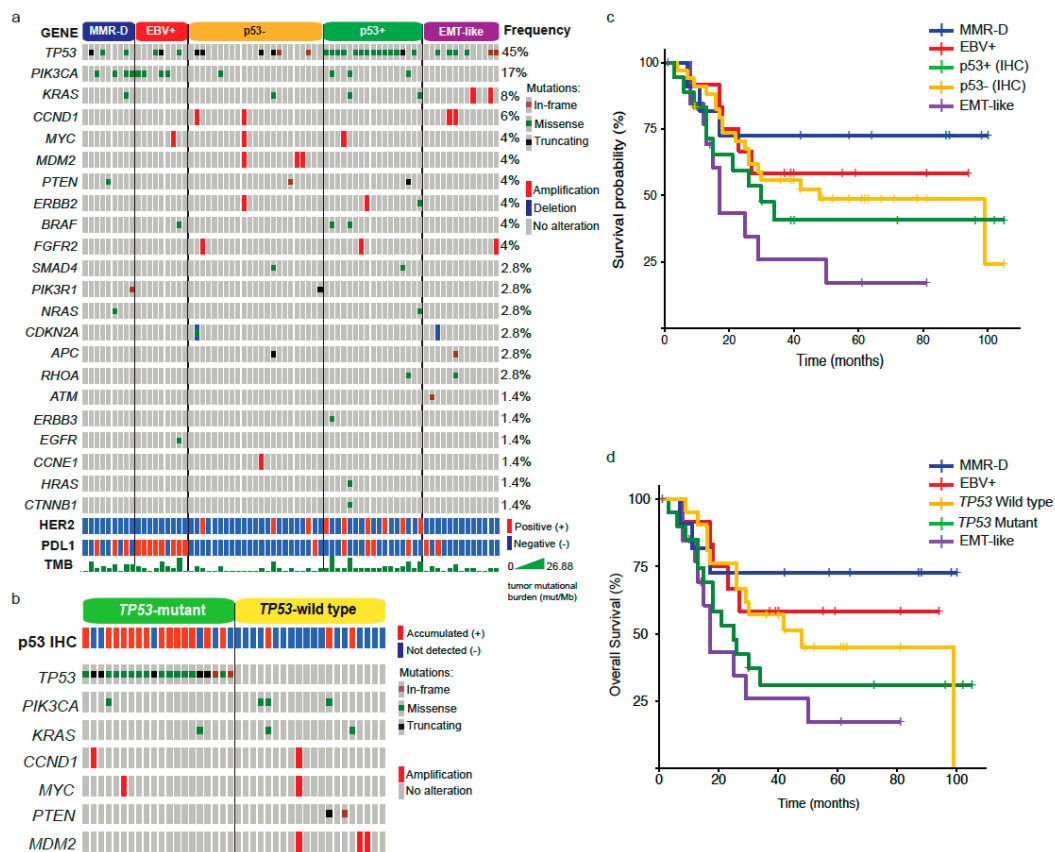 a
GENE MMR-D EBV+ p53- p53+ EMT-like Frequency
TP53 45%
PIK3CA 17%
KRAS 8%
CCND1 6%
MYC 4%
MDM2 4%
PTEN 4%
ERBB2 4%
BRAF 4%
FGFR2 4%
SMAD4 2.8%
PIK3R1 2.8%
NRAS 2.8%
CDKN2A 2.8%
APC 2.8%
RHOA 2.8%
ATM 1.4%
ERBB3 1.4%
EGFR 1.4%
CCNE1 1.4%
HRAS 1.4%
CTNNB1 1.4%
HER2
PDL1
TMB
Mutations:
In-frame
Missense
Truncating
Amplification
Deletion
No alteration
Positive (+)
Negative (-)
0 26.88
tumor mutational
burden (mut/Mb)
b
TP53-mutant TP53-wild type
p53 IHC
TP53
PIK3CA
KRAS
CCND1
MYC
PTEN
MDM2
Accumulated (+)
Not detected (-)
Mutations:
In-frame
Missense
Truncating
Amplification
No alteration
c
MMR-D
EBV+
p53+ (IHC)
p53- (IHC)
EMT-like
Survival probability (%)
100
75
50
25
0 20 40 60 80 100
Time (months)
d
MMR-D
EBV+
TP53 Wild type
TP53 Mutant
EMT-like
Overall Survival (%)
100
75
50
25
0 20 40 60 80 100
Time (months)